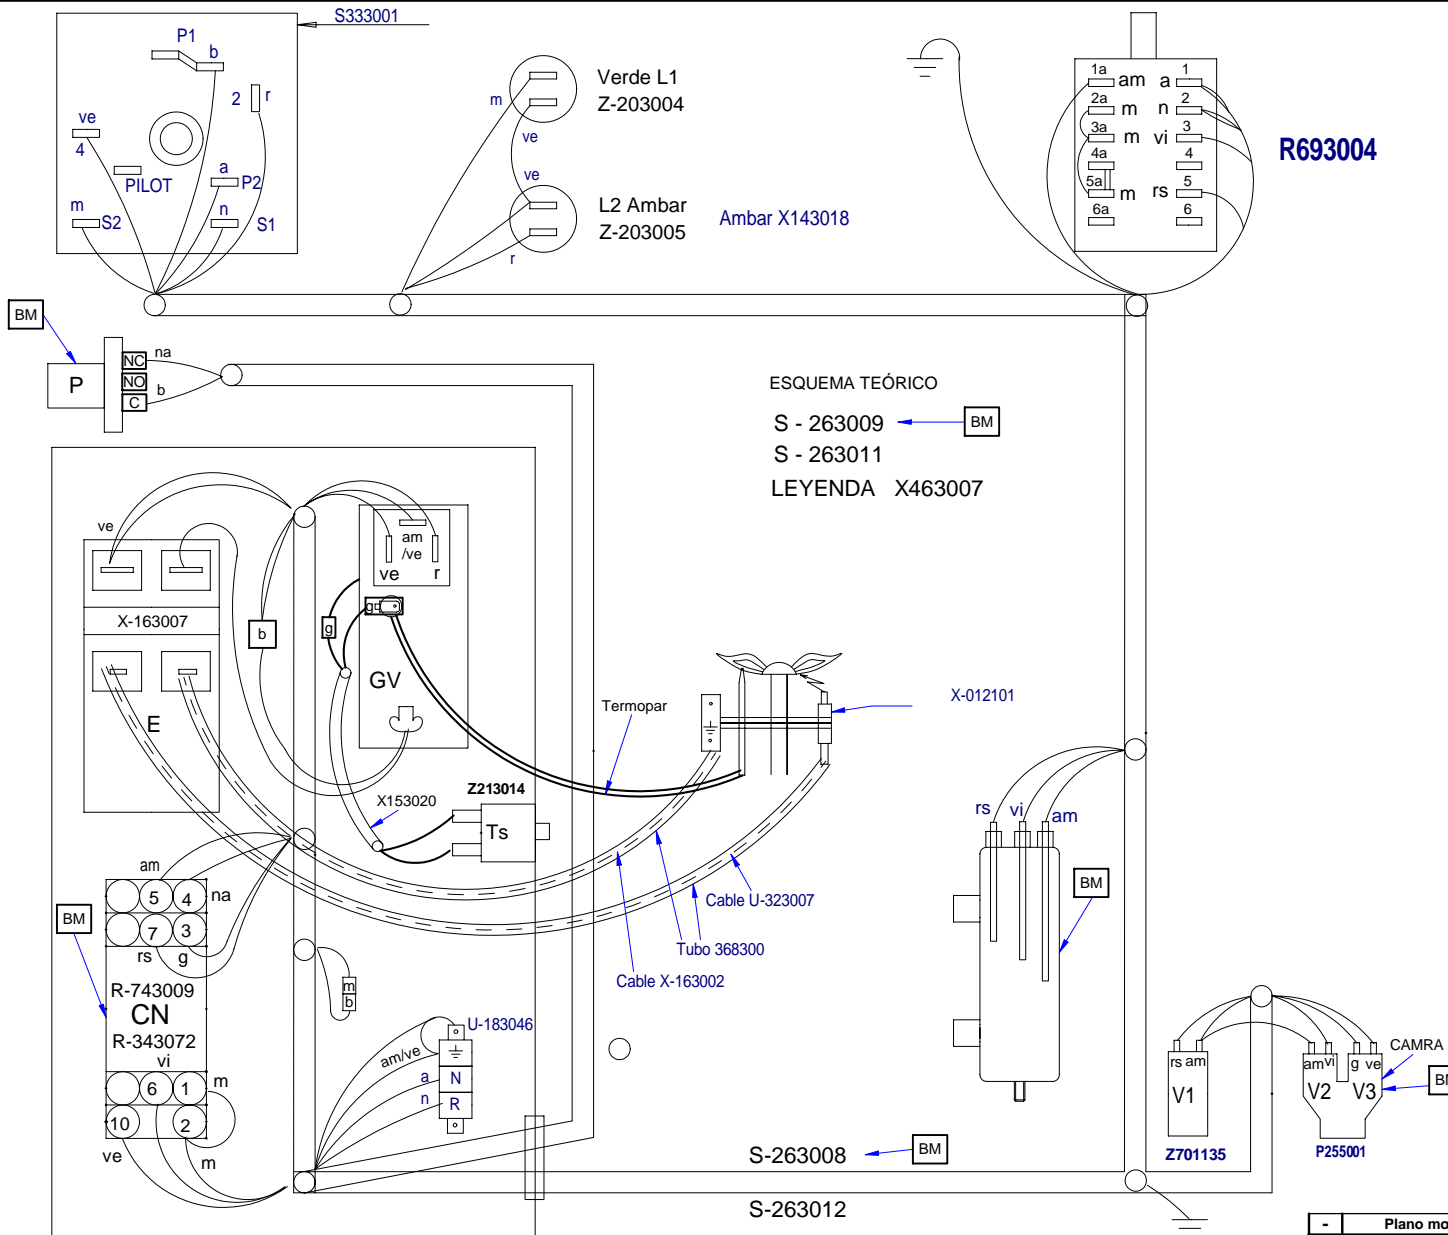 S333001
P1
b
2
r
ve
4
PILOT
a
P2
m
S2
n
S1
m
ve
ve
r
Verde L1
Z-203004
L2 Ambar
Z-203005
Ambar X143018
1a
am
a
1
2a
m
n
2
3a
m
vi
3
4a
4
5a
m
rs
5
6a
6
R693004
BM
P
NC
NO
C
na
b
ESQUEMA TEÓRICO
S - 263009
BM
S - 263011
LEYENDA X463007
ve
X-163007
E
b
am
/ve
ve
r
g
g
GV
Termopar
X-012101
X153020
Z213014
Ts
rs
vi
am
BM
Cable U-323007
Tubo 368300
Cable X-163002
am
5
4
na
7
3
rs
g
BM
R-743009
CN
R-343072
vi
6
1
m
10
2
ve
m
m
b
U-183046
am/ve
a
N
n
R
rs
am
V1
Z701135
am
vi
g
ve
V2
V3
CAMRA
P255001
S-263008
BM
S-263012
-